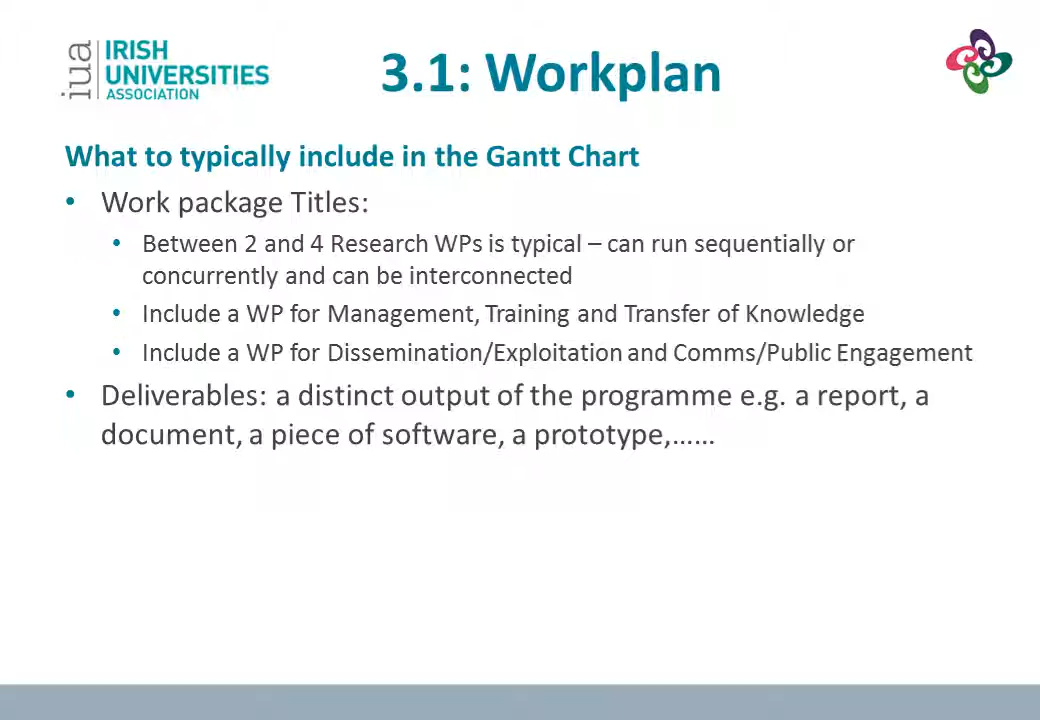 iua
IRISH
UNIVERSITIES
ASSOCIATION
3.1: Workplan
What to typically include in the Gantt Chart
• Work package Titles:
• Between 2 and 4 Research WPs is typical – can run sequentially or
concurrently and can be interconnected
• Include a WP for Management, Training and Transfer of Knowledge
• Include a WP for Dissemination/Exploitation and Comms/Public Engagement
• Deliverables: a distinct output of the programme e.g. a report, a
document, a piece of software, a prototype,……